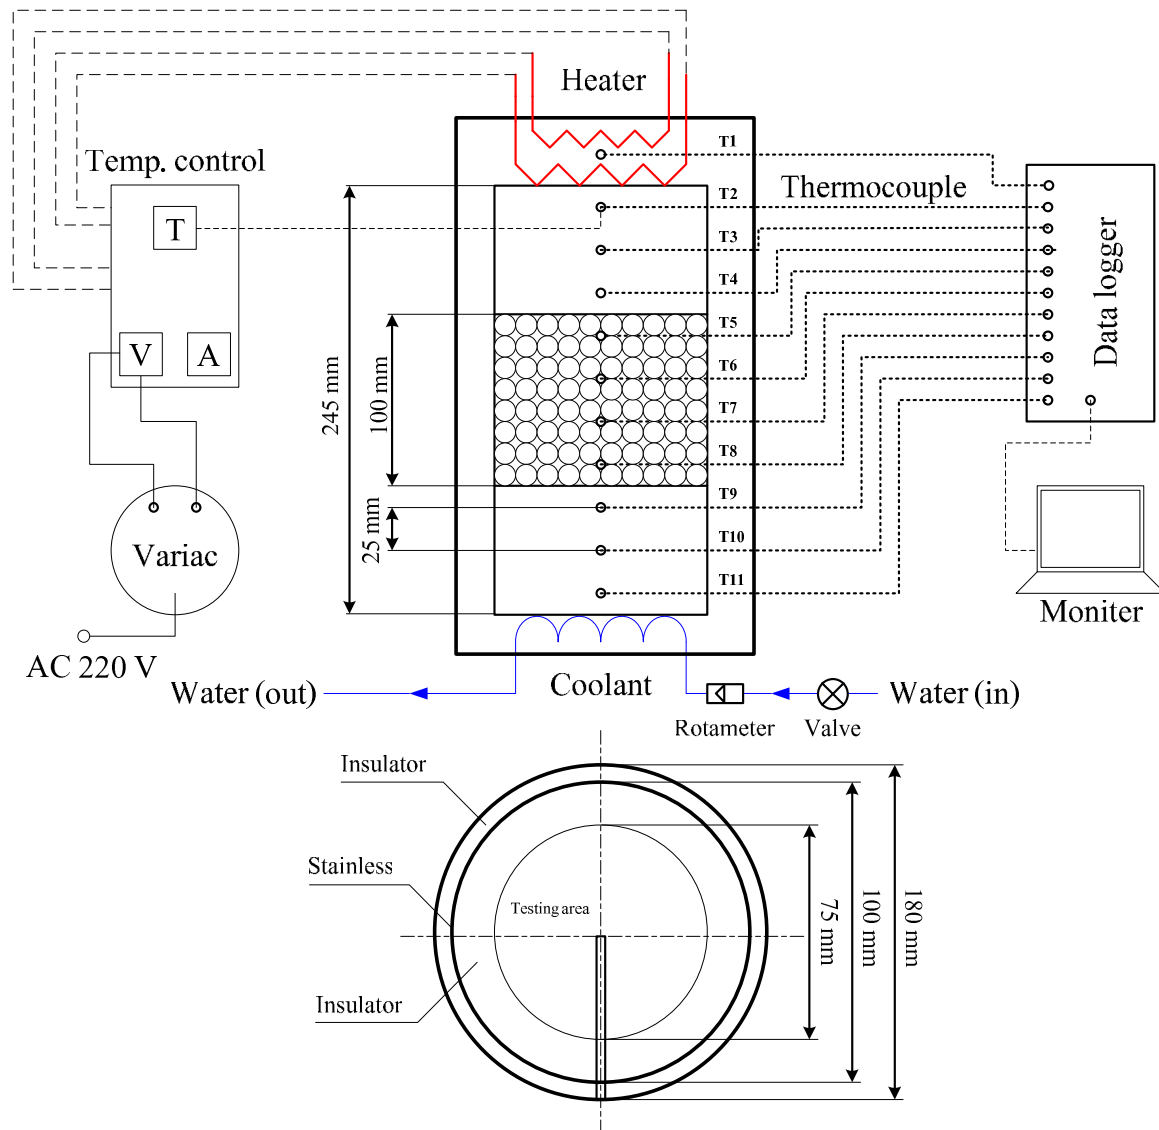 Heater
Temp. control
T
V
A
Variac
AC 220 V
T1
T2
T3
T4
T5
T6
T7
T8
T9
T10
T11
Thermocouple
Data logger
Moniter
245 mm
100 mm
25 mm
Water (out)
Coolant
Water (in)
Rotameter
Valve
Insulator
Stainless
Testing area
Insulator
75 mm
100 mm
180 mm